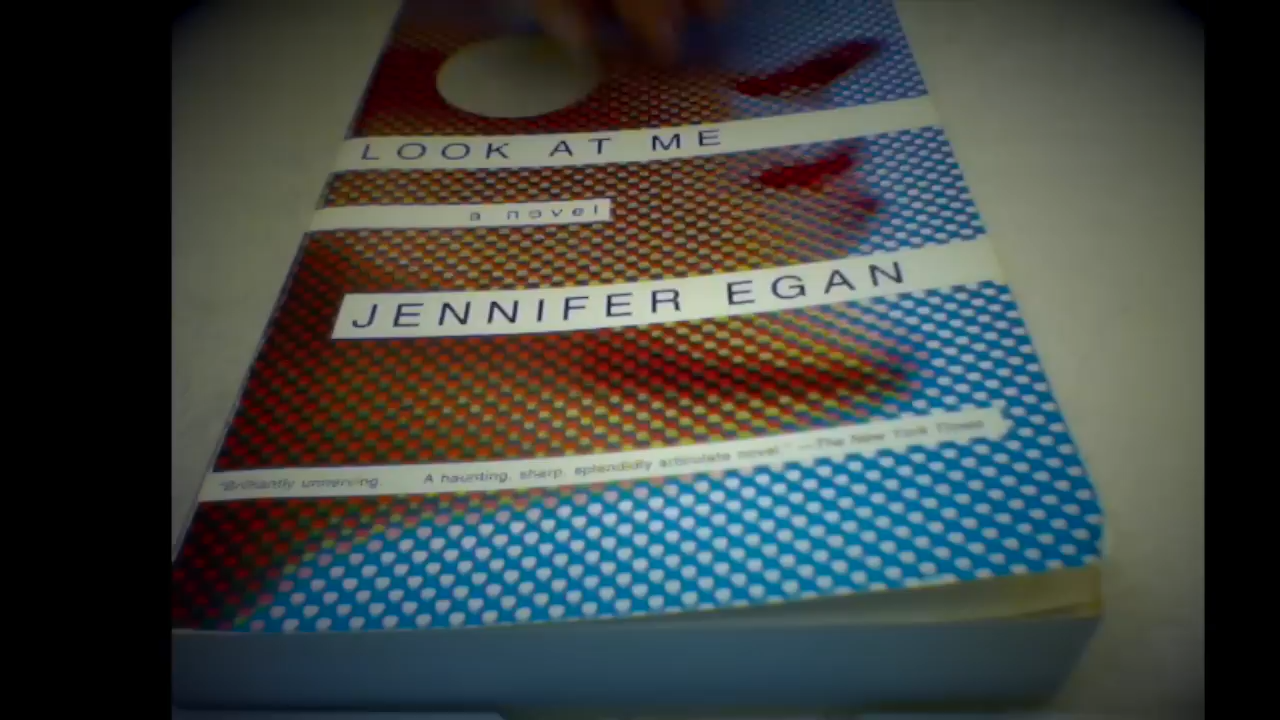 LOOK AT ME
a novel
JENNIFER EGAN
"Brilliantly unnerving. A haunting, sharp, splendidly articulate novel." —The New York Times